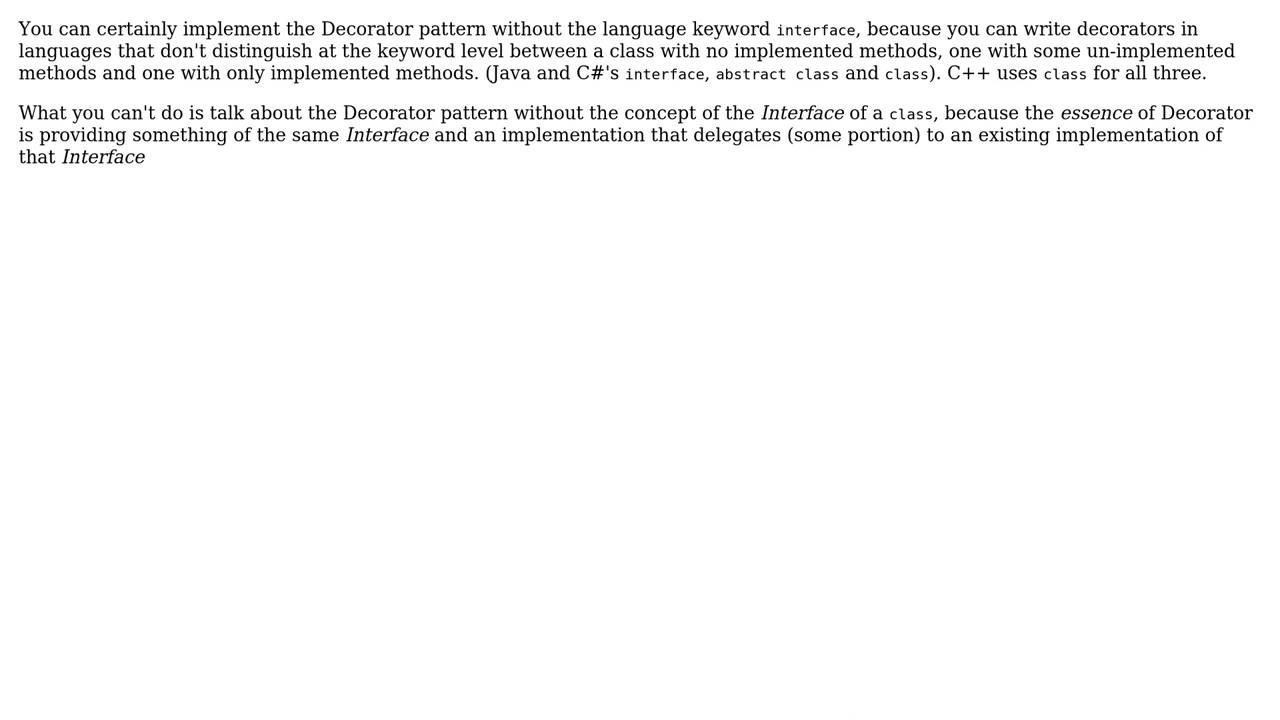 You can certainly implement the Decorator pattern without the language keyword interface, because you can write decorators in
languages that don't distinguish at the keyword level between a class with no implemented methods, one with some un-implemented
methods and one with only implemented methods. (Java and C#'s interface, abstract class and class). C++ uses class for all three.
What you can't do is talk about the Decorator pattern without the concept of the Interface of a class, because the essence of Decorator
is providing something of the same Interface and an implementation that delegates (some portion) to an existing implementation of
that Interface